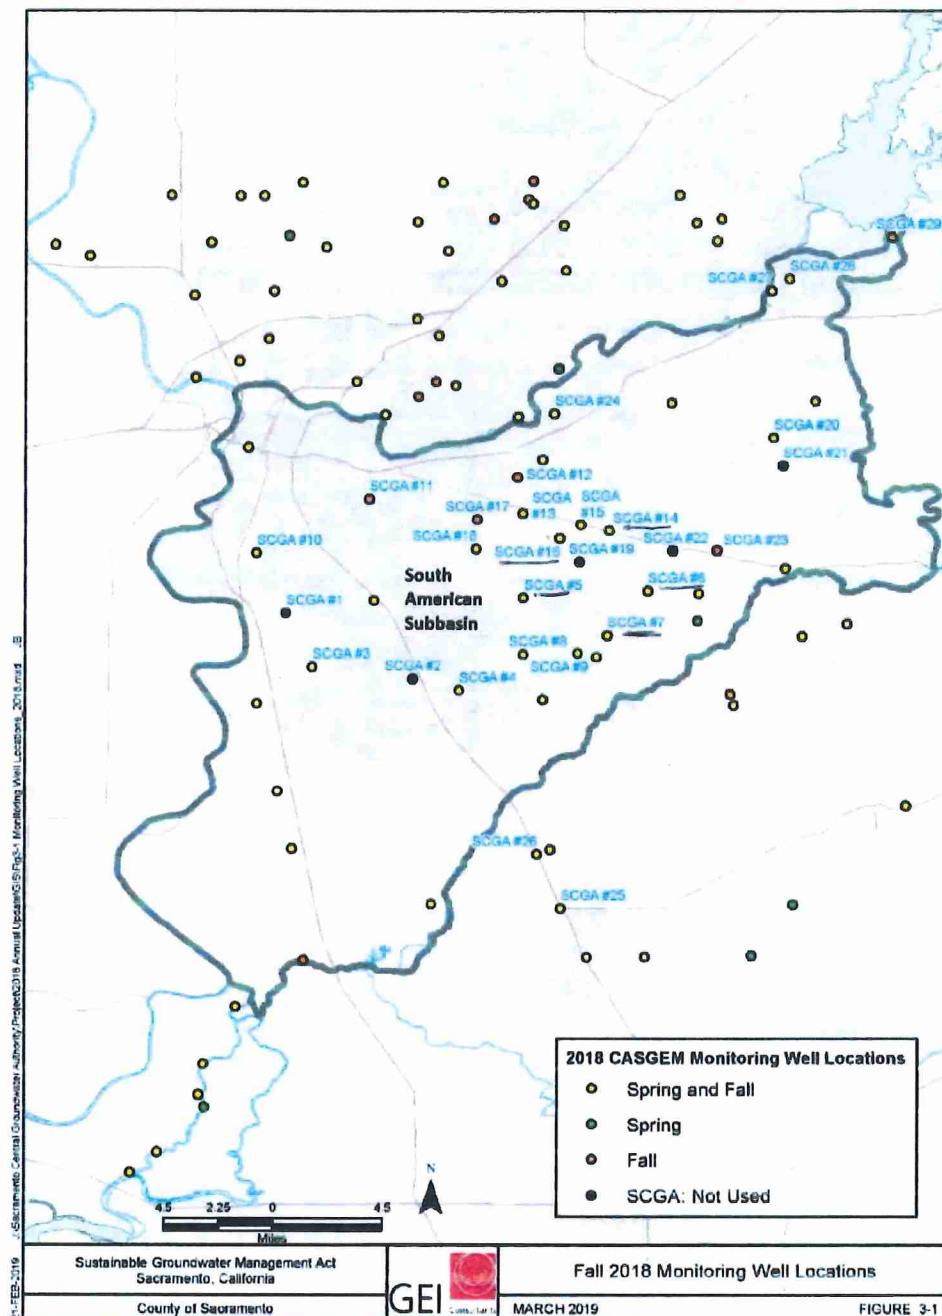 SCGA #29
SCGA #27
SCGA #28
SCGA #24
SCGA #20
SCGA #21
SCGA #12
SCGA #11
SCGA #17
SCGA
#13
SCGA
#15
SCGA #14
SCGA #18
SCGA #16
SCGA #19
SCGA #22
SCGA #23
SCGA #10
South
American
Subbasin
SCGA #5
SCGA #6
SCGA #1
SCGA #7
SCGA #8
SCGA #3
SCGA #2
SCGA #9
SCGA #4
SCGA #26
SCGA #25
2018 CASGEM Monitoring Well Locations
Spring and Fall
Spring
Fall
SCGA: Not Used
N
4.5 2.25 0 4.5
Miles
Sustainable Groundwater Management Act
Sacramento, California
County of Sacramento
GEI Consultants
Fall 2018 Monitoring Well Locations
MARCH 2019 FIGURE 3-1